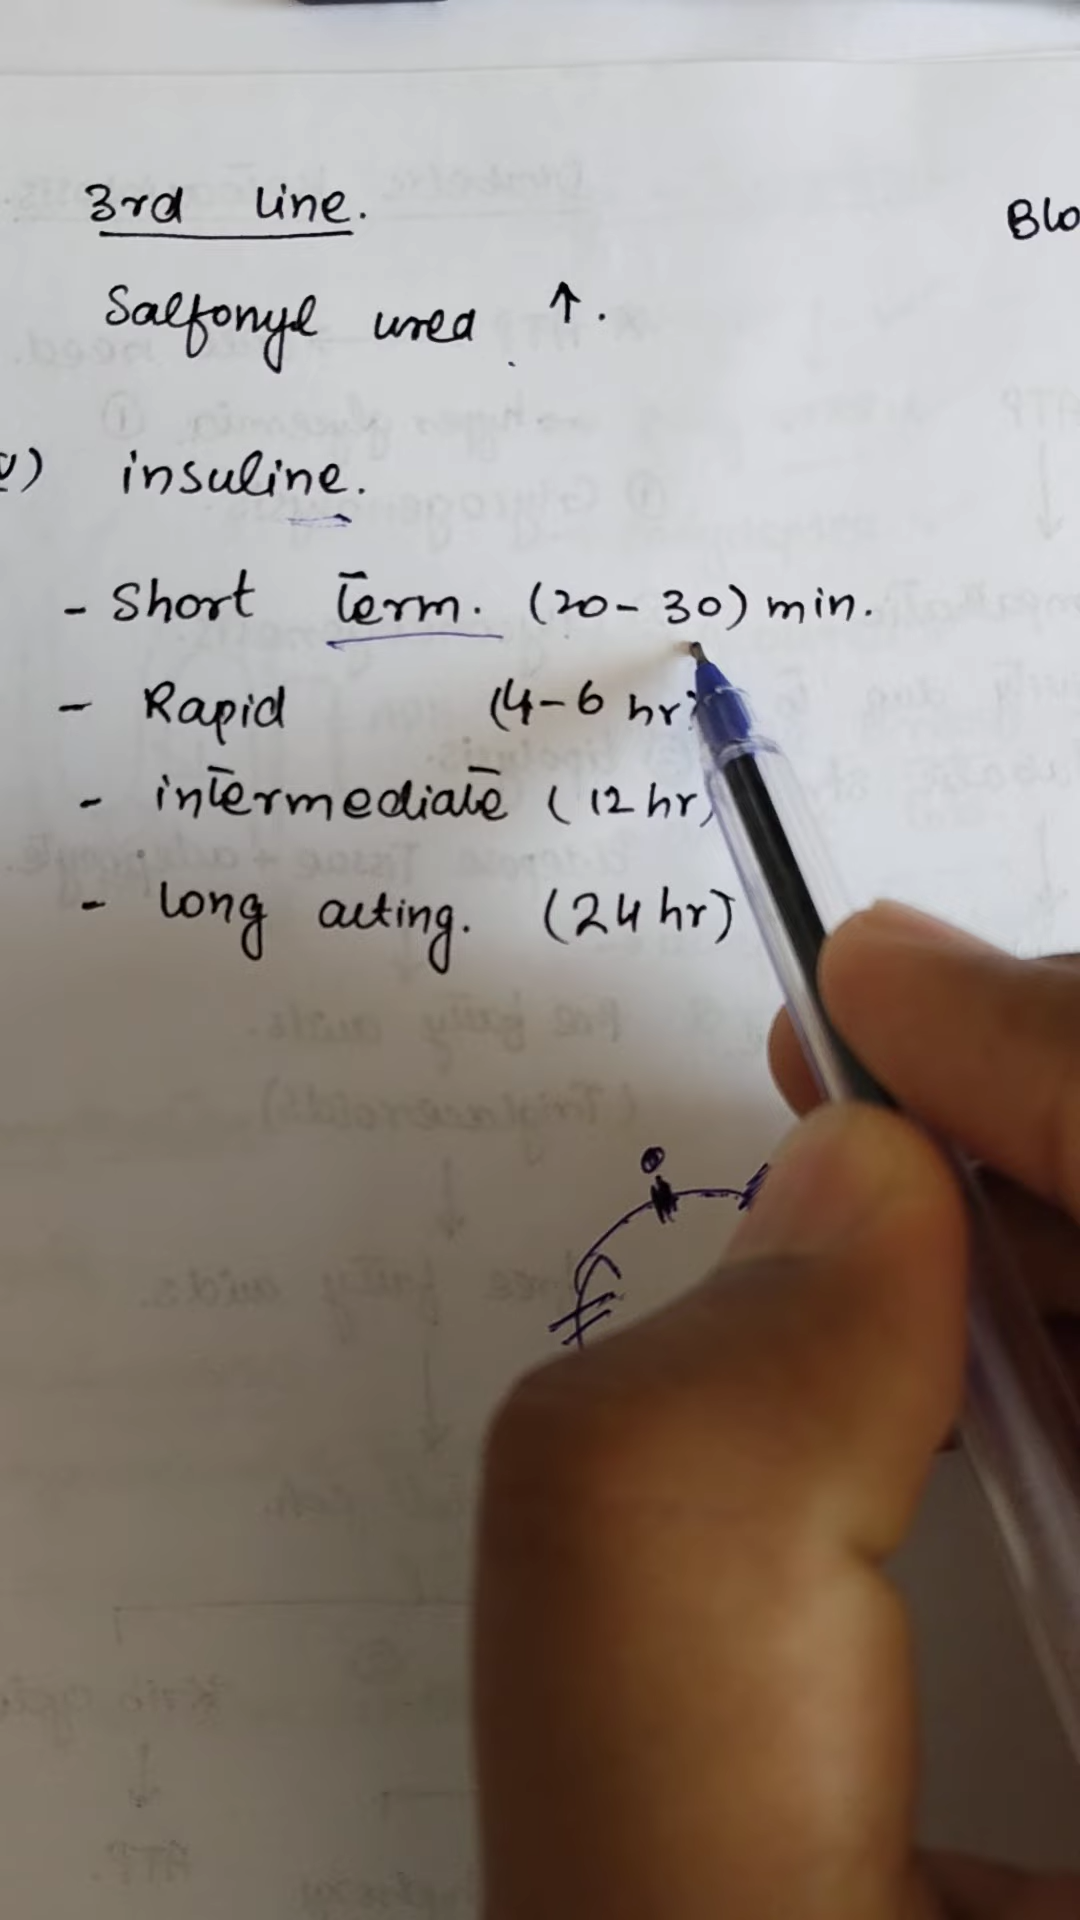 3rd line.
Blo
Salfonyl urea ↑.
insuline.
- Short term. (20-30) min.
- Rapid (4-6 hr)
- intermediate (12 hr)
- long acting. (24 hr)